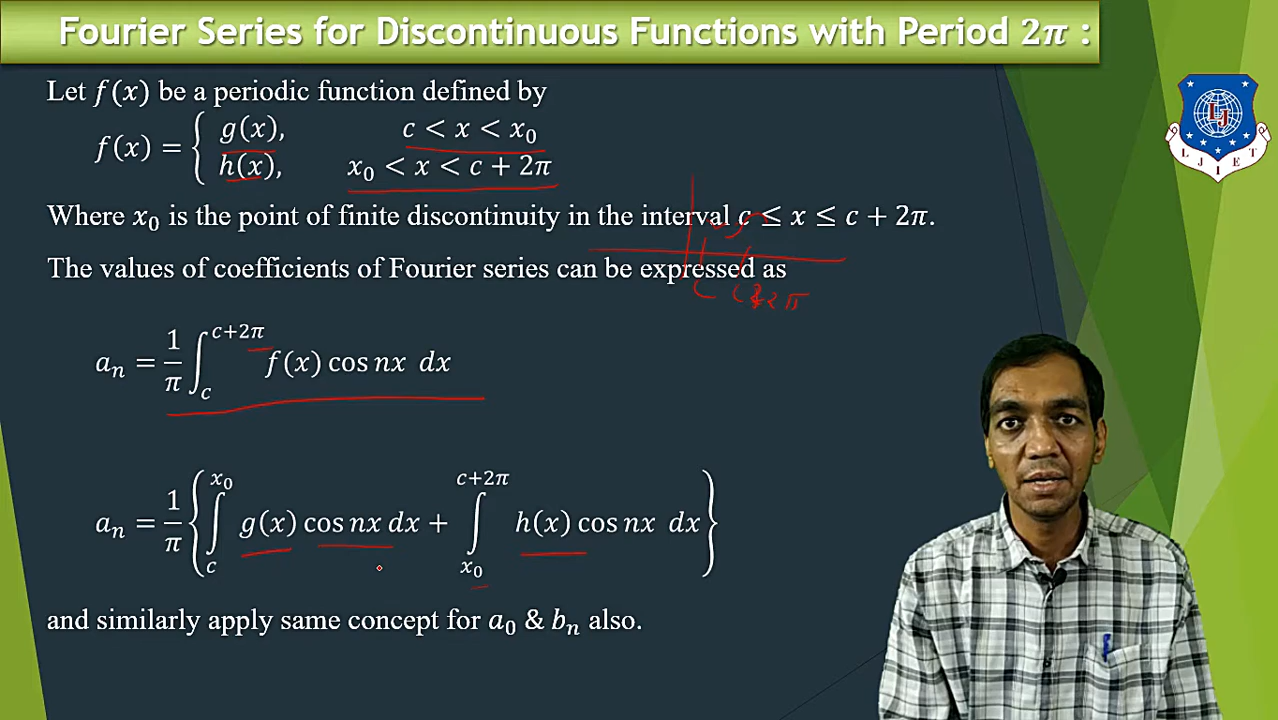 Fourier Series for Discontinuous Functions with Period 2π :
Let f(x) be a periodic function defined by
f(x) = { g(x), c < x < x₀
h(x), x₀ < x < c + 2π
Where x₀ is the point of finite discontinuity in the interval c ≤ x ≤ c + 2π.
The values of coefficients of Fourier series can be expressed as
c c 2π
aₙ = 1/π ∫_c^{c+2π} f(x) cos nx dx
aₙ = 1/π { ∫_c^{x₀} g(x) cos nx dx + ∫_{x₀}^{c+2π} h(x) cos nx dx }
and similarly apply same concept for a₀ & bₙ also.
LJ
LJIET